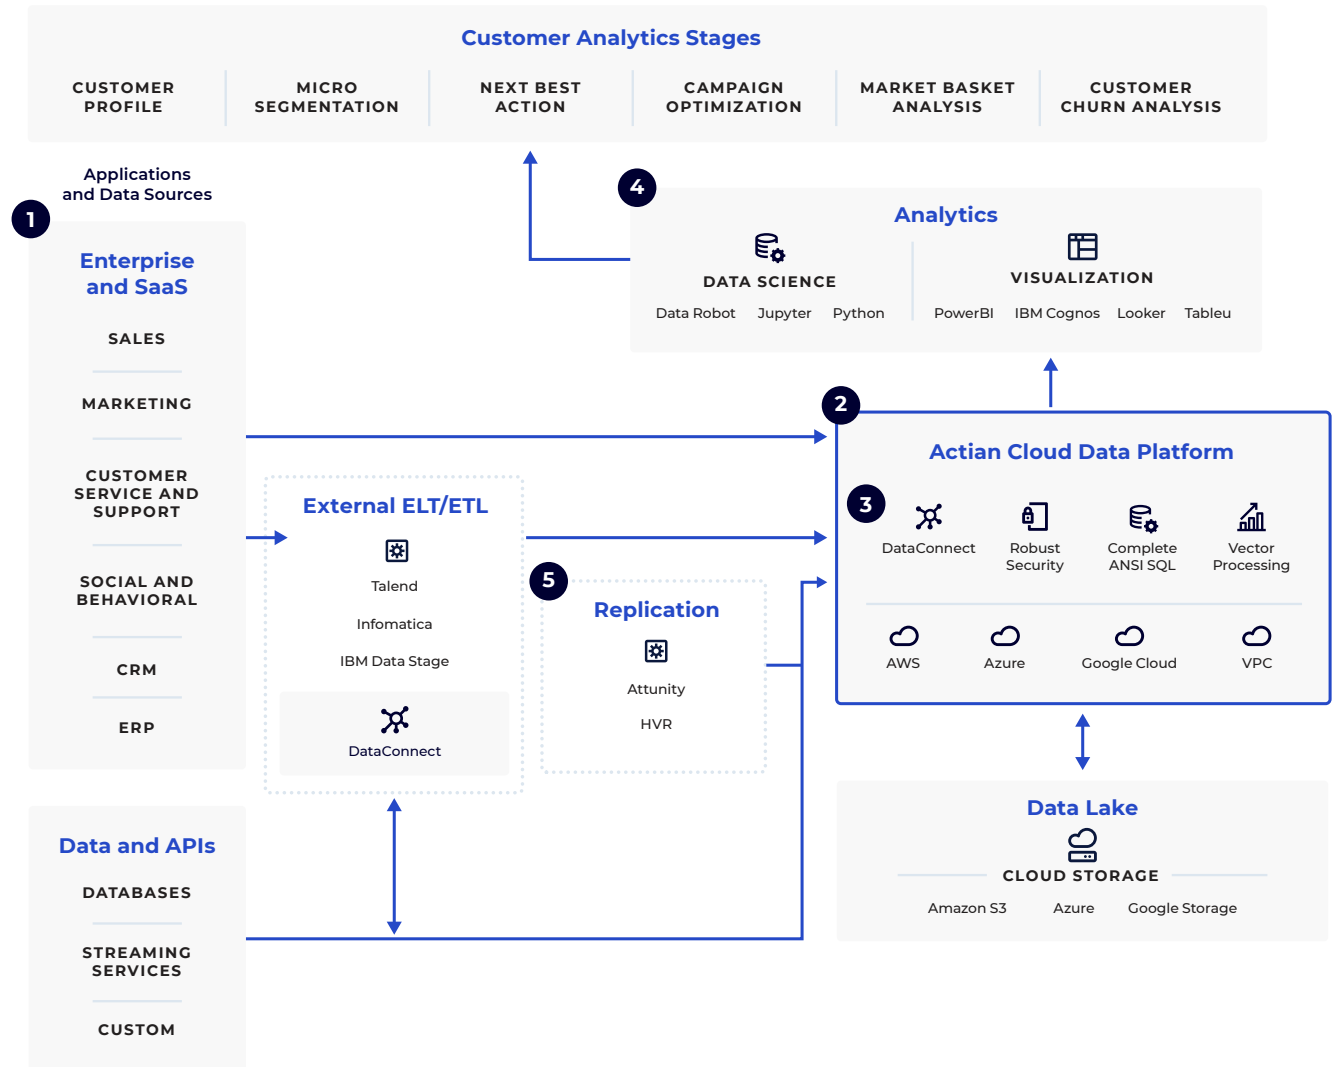 Customer Analytics Stages
CUSTOMER
PROFILE
MICRO
SEGMENTATION
NEXT BEST
ACTION
CAMPAIGN
OPTIMIZATION
MARKET BASKET
ANALYSIS
CUSTOMER
CHURN ANALYSIS
Applications
and Data Sources
1
Enterprise
and SaaS
SALES
MARKETING
CUSTOMER
SERVICE AND
SUPPORT
SOCIAL AND
BEHAVIORAL
CRM
ERP
Data and APIs
DATABASES
STREAMING
SERVICES
CUSTOM
External ELT/ETL
Talend
Infomatica
IBM Data Stage
DataConnect
5
Replication
Attunity
HVR
4
Analytics
DATA SCIENCE
Data Robot Jupyter Python
VISUALIZATION
PowerBI IBM Cognos Looker Tableu
2
Actian Cloud Data Platform
3
DataConnect
Robust
Security
Complete
ANSI SQL
Vector
Processing
AWS Azure Google Cloud VPC
Data Lake
CLOUD STORAGE
Amazon S3 Azure Google Storage